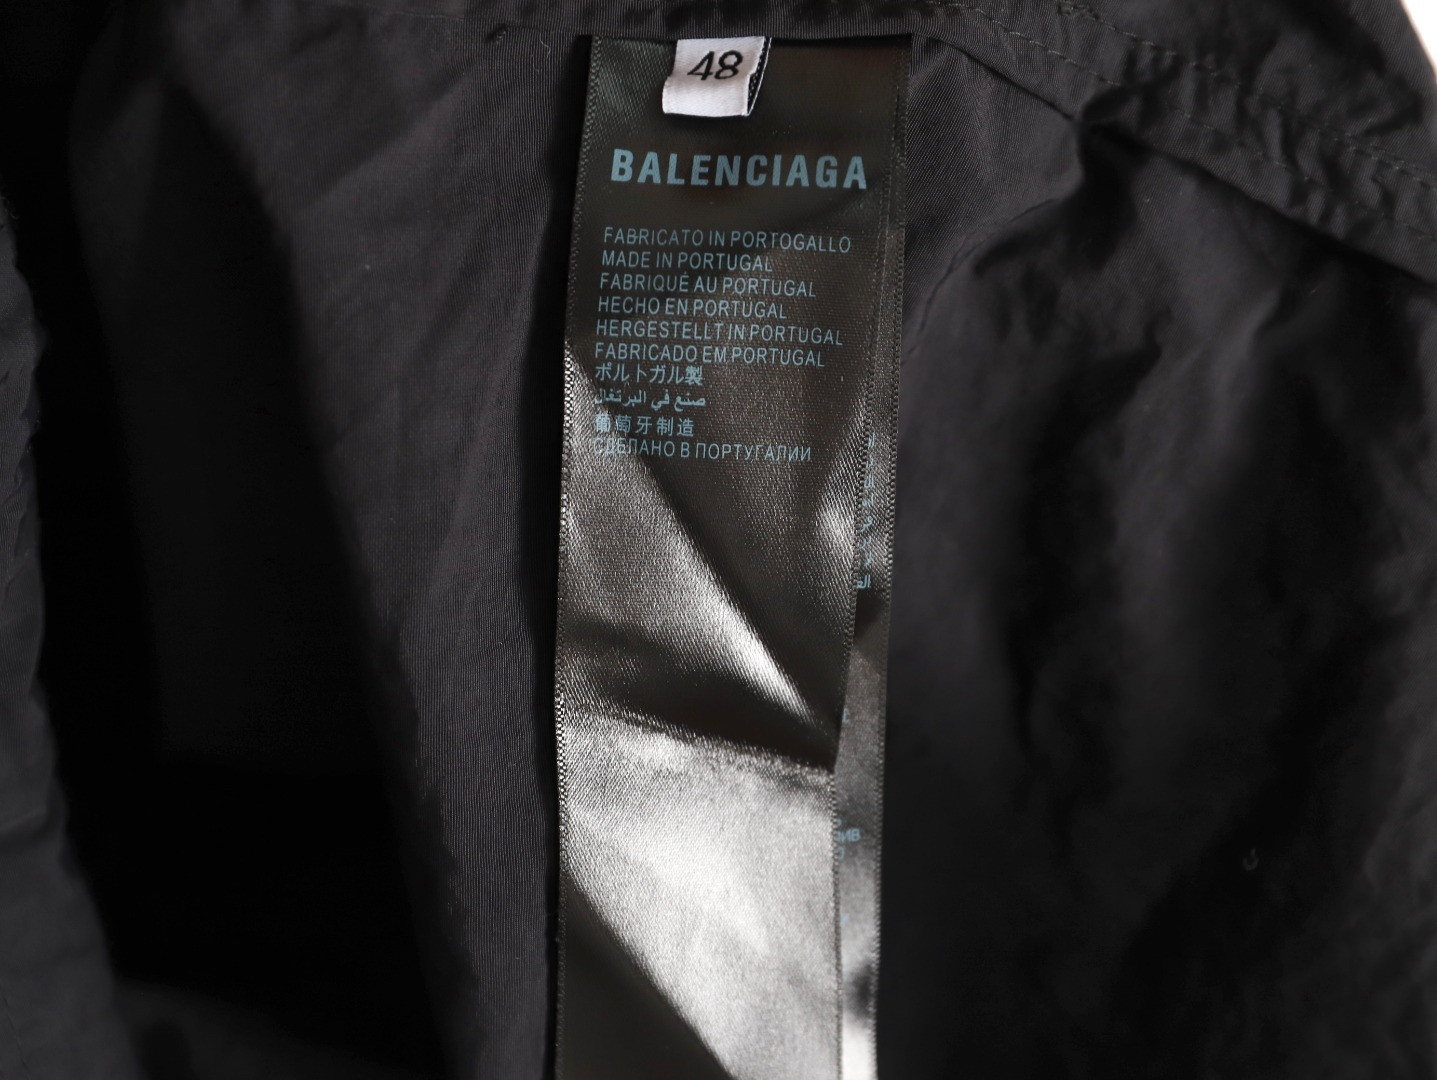 48
BALENCIAGA
FABRICATO IN PORTOGALLO
MADE IN PORTUGAL
FABRIQUÉ AU PORTUGAL
HECHO EN PORTUGAL
HERGESTELLT IN PORTUGAL
FABRICADO EM PORTUGAL
ポルトガル製
صنع في البرتغال
葡萄牙制造
СДЕЛАНО В ПОРТУГАЛИИ